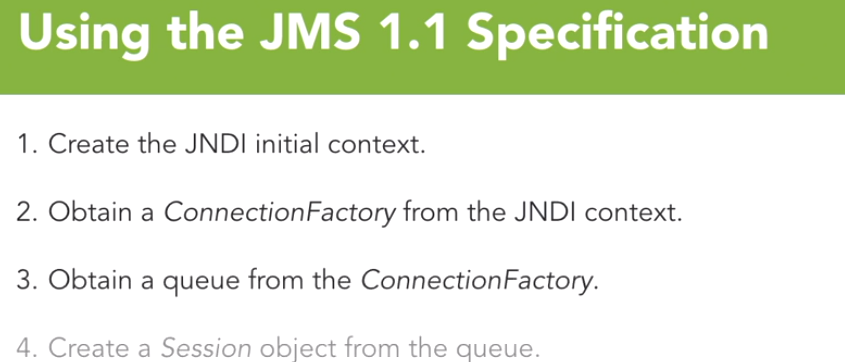 Using the JMS 1.1 Specification
1. Create the JNDI initial context.
2. Obtain a ConnectionFactory from the JNDI context.
3. Obtain a queue from the ConnectionFactory.
4. Create a Session object from the queue.